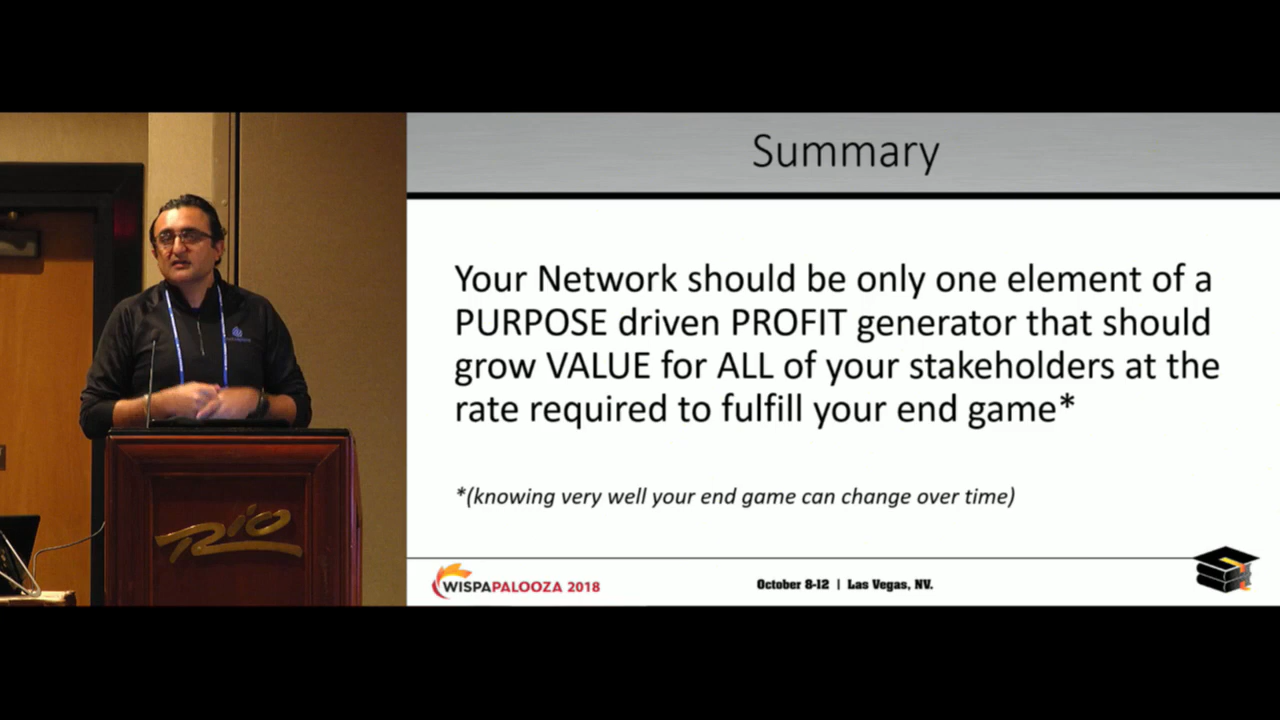 Summary
Your Network should be only one element of a
PURPOSE driven PROFIT generator that should
grow VALUE for ALL of your stakeholders at the
rate required to fulfill your end game*
*(knowing very well your end game can change over time)
RIO
WISPAPALOOZA 2018
October 8-12 | Las Vegas, NV.